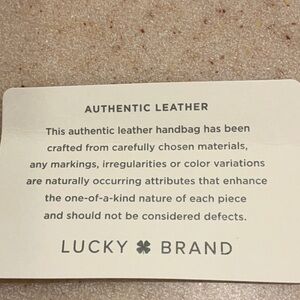 AUTHENTIC LEATHER
This authentic leather handbag has been
crafted from carefully chosen materials,
any markings, irregularities or color variations
are naturally occurring attributes that enhance
the one-of-a-kind nature of each piece
and should not be considered defects.
LUCKY BRAND